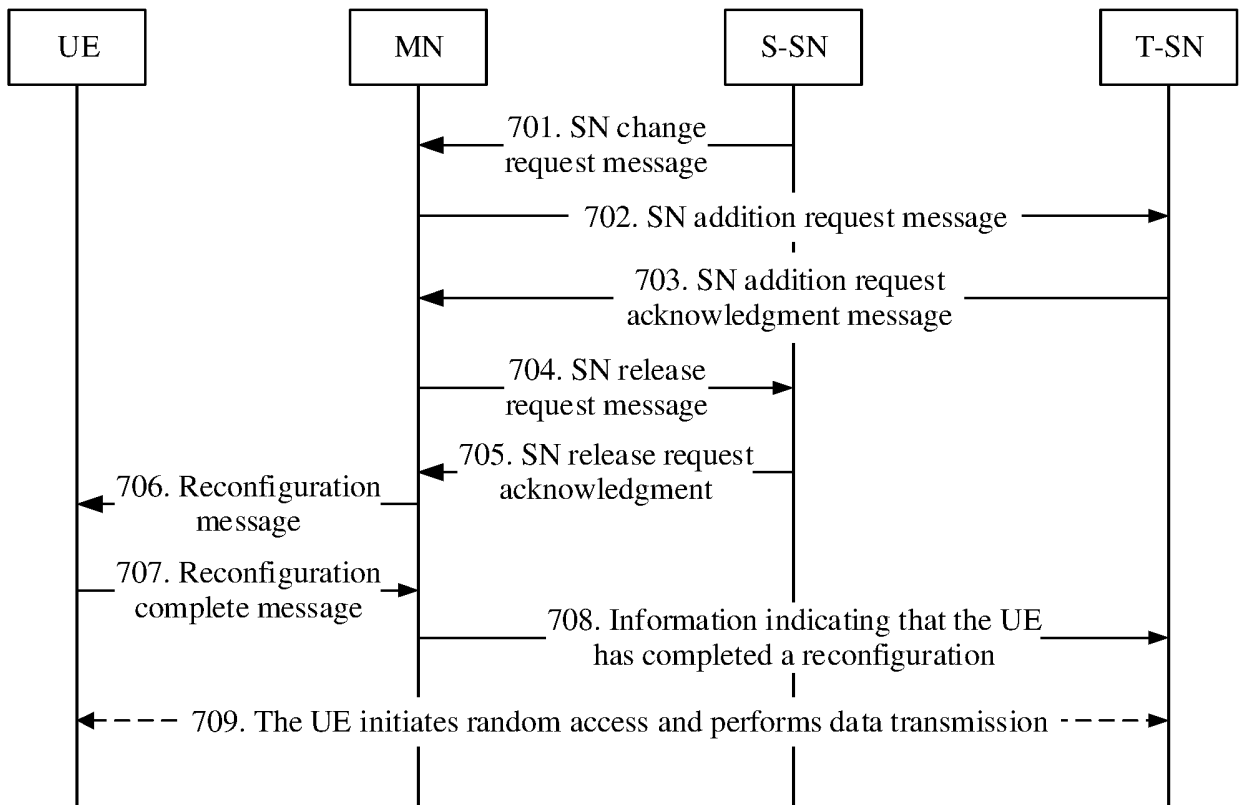 UE
MN
S-SN
T-SN
701. SN change
request message
702. SN addition request message
703. SN addition request
acknowledgment message
704. SN release
request message
705. SN release request
acknowledgment
706. Reconfiguration
message
707. Reconfiguration
complete message
708. Information indicating that the UE
has completed a reconfiguration
709. The UE initiates random access and performs data transmission